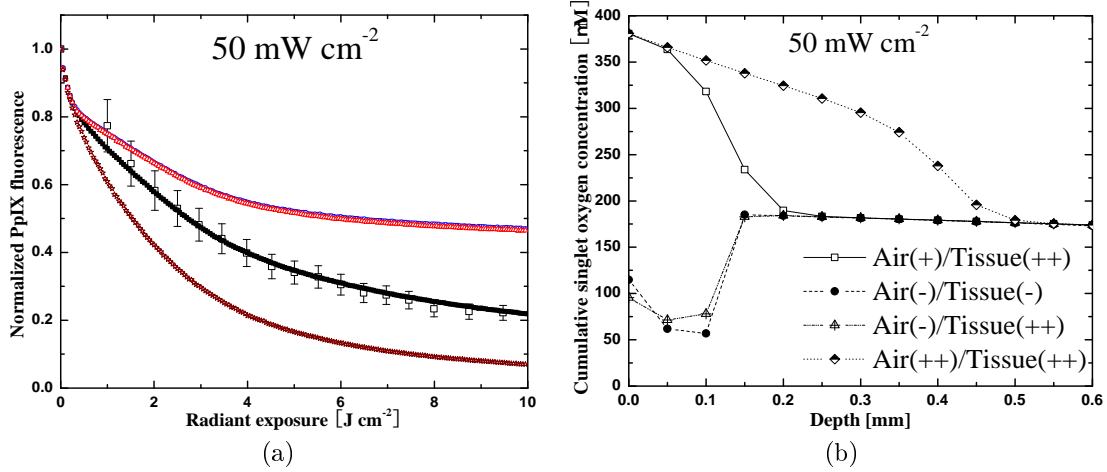 50 mW cm-2
1.0
0.8
0.6
0.4
0.2
0.0
Normalized PpIX fluorescence
0 2 4 6 8 10
Radiant exposure [J cm-2]
(a)
50 mW cm-2
400
350
300
250
200
150
100
50
0
Cumulative singlet oxygen concentration [nM]
Air(+)/Tissue(++)
Air(-)/Tissue(-)
Air(-)/Tissue(++)
Air(++)/Tissue(++)
0.0 0.1 0.2 0.3 0.4 0.5 0.6
Depth [mm]
(b)